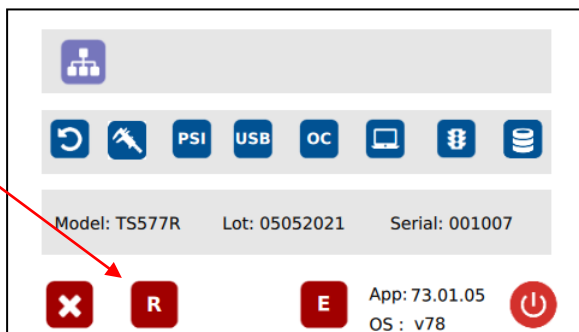 PSI USB OC
Model: TS577R Lot: 05052021 Serial: 001007
R E App: 73.01.05
OS : v78